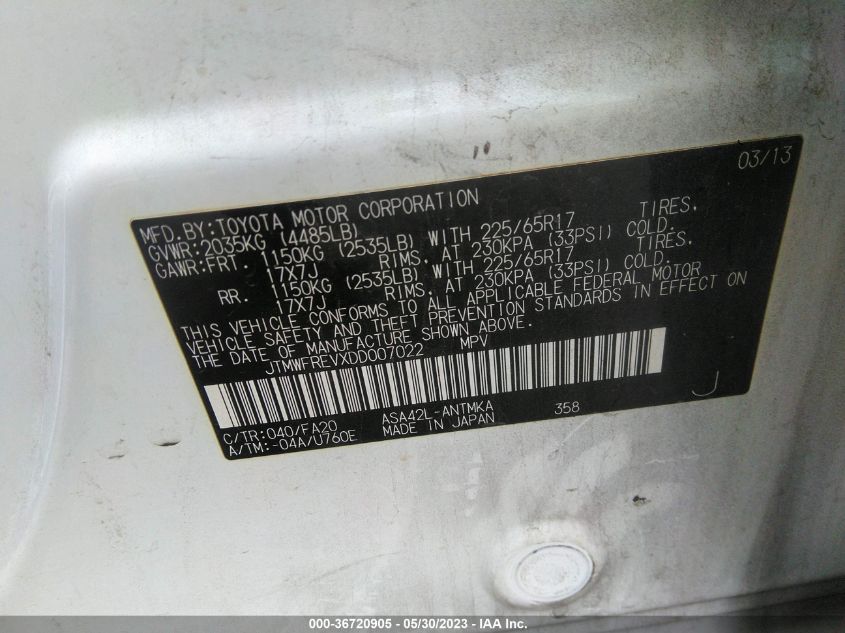 03/13
MFD.BY:TOYOTA MOTOR CORPORATION
GVWR:2035KG (4485LB)
GAWR:FRT. 1150KG (2535LB) WITH 225/65R17 TIRES,
17X7J RIMS, AT 230KPA (33PSI) COLD.
RR. 1150KG (2535LB) WITH 225/65R17 TIRES,
17X7J RIMS, AT 230KPA (33PSI) COLD.
THIS VEHICLE CONFORMS TO ALL APPLICABLE FEDERAL MOTOR
VEHICLE SAFETY AND THEFT PREVENTION STANDARDS IN EFFECT ON
THE DATE OF MANUFACTURE SHOWN ABOVE.
JTMWFREVXDD007022 MPV
C/TR:040/FA20 ASA42L-ANTMKA 358 J
A/TM:-04A/U760E MADE IN JAPAN
000-36720905 - 05/30/2023 - IAA Inc.